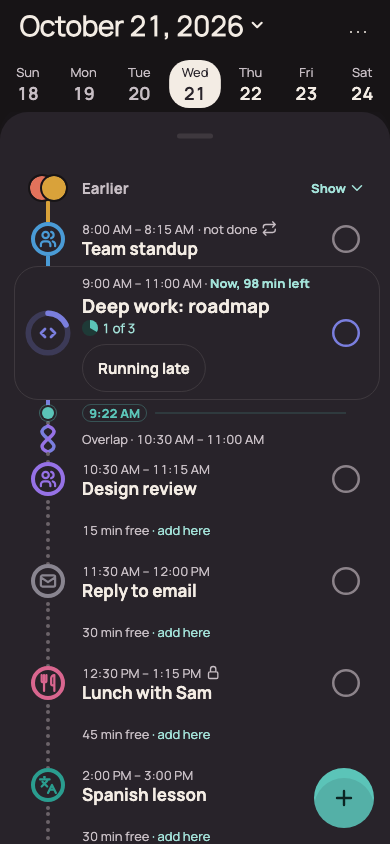 October 21, 2026
...
Sun Mon Tue Wed Thu Fri Sat
18 19 20 21 22 23 24
Earlier
Show
8:00 AM – 8:15 AM · not done
Team standup
9:00 AM – 11:00 AM · Now, 98 min left
Deep work: roadmap
1 of 3
Running late
9:22 AM
Overlap · 10:30 AM – 11:00 AM
10:30 AM – 11:15 AM
Design review
15 min free · add here
11:30 AM – 12:00 PM
Reply to email
30 min free · add here
12:30 PM – 1:15 PM
Lunch with Sam
45 min free · add here
2:00 PM – 3:00 PM
Spanish lesson
30 min free · add here